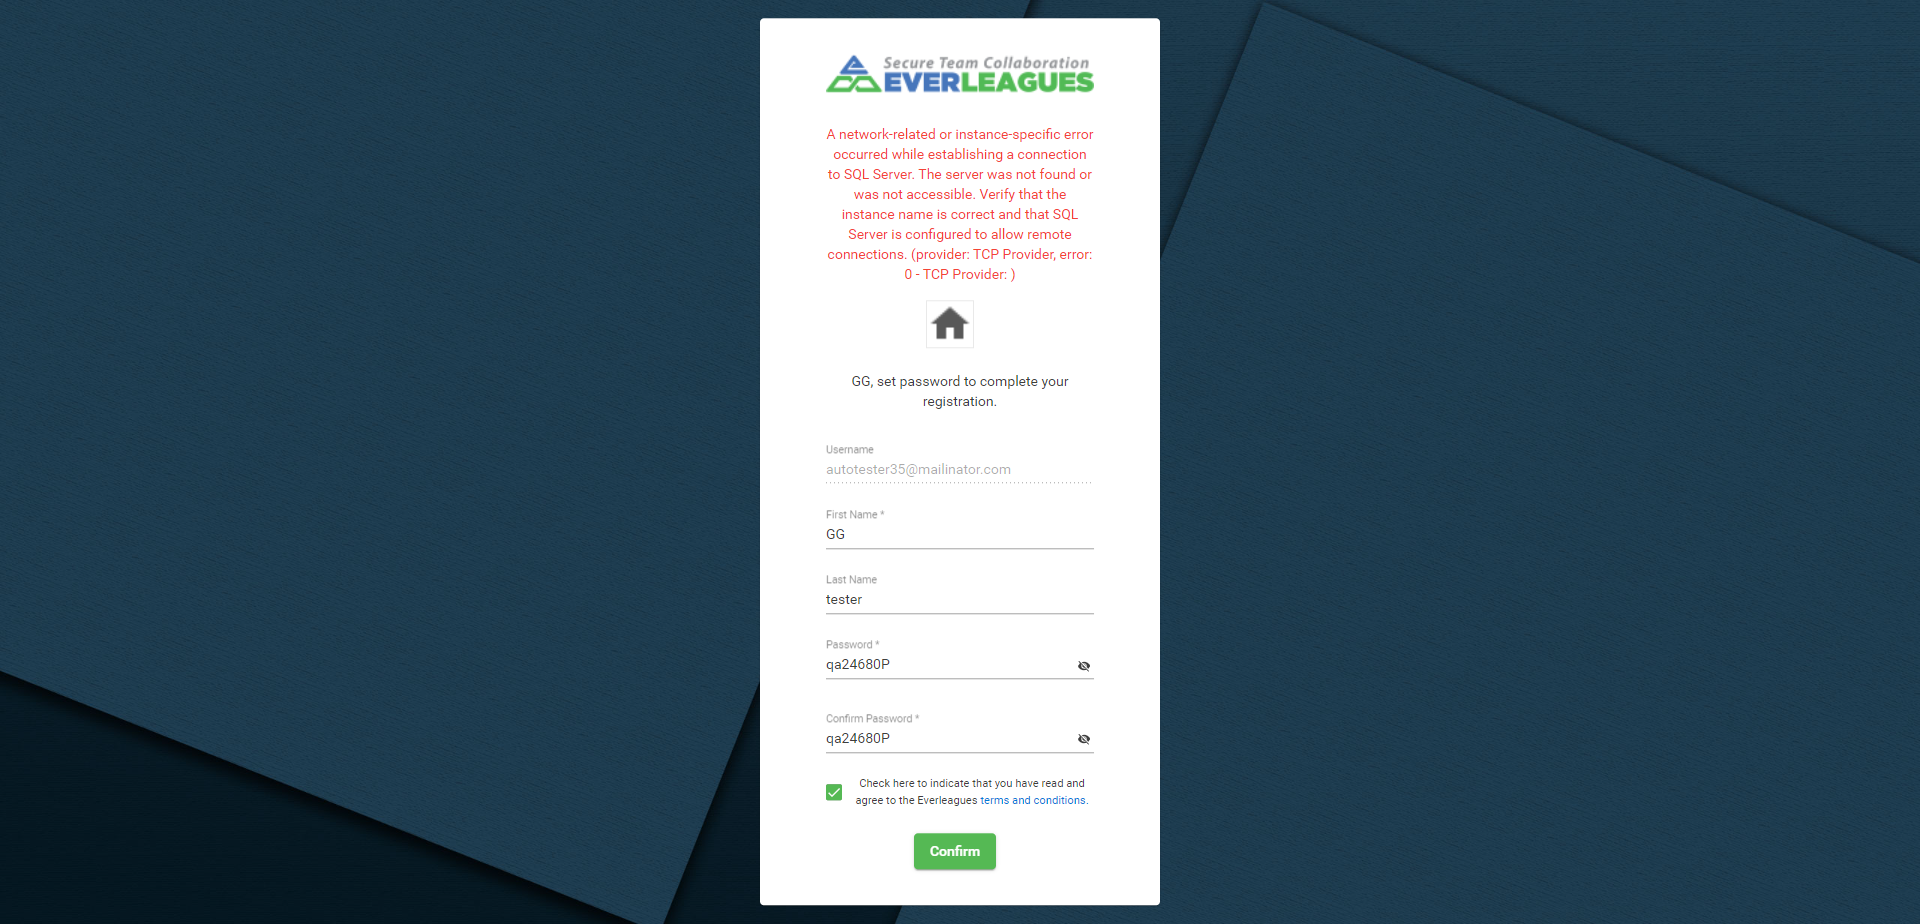 Secure Team Collaboration
EVERLEAGUES
A network-related or instance-specific error
occurred while establishing a connection
to SQL Server. The server was not found or
was not accessible. Verify that the
instance name is correct and that SQL
Server is configured to allow remote
connections. (provider: TCP Provider, error:
0 - TCP Provider: )
GG, set password to complete your
registration.
Username
autotester35@mailinator.com
First Name *
GG
Last Name
tester
Password *
qa24680P
Confirm Password *
qa24680P
Check here to indicate that you have read and
agree to the Everleagues terms and conditions.
Confirm